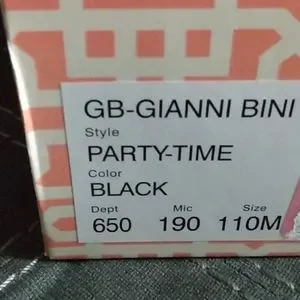 GB-GIANNI BINI
Style
PARTY-TIME
Color
BLACK
Dept Mic Size
650 190 110M